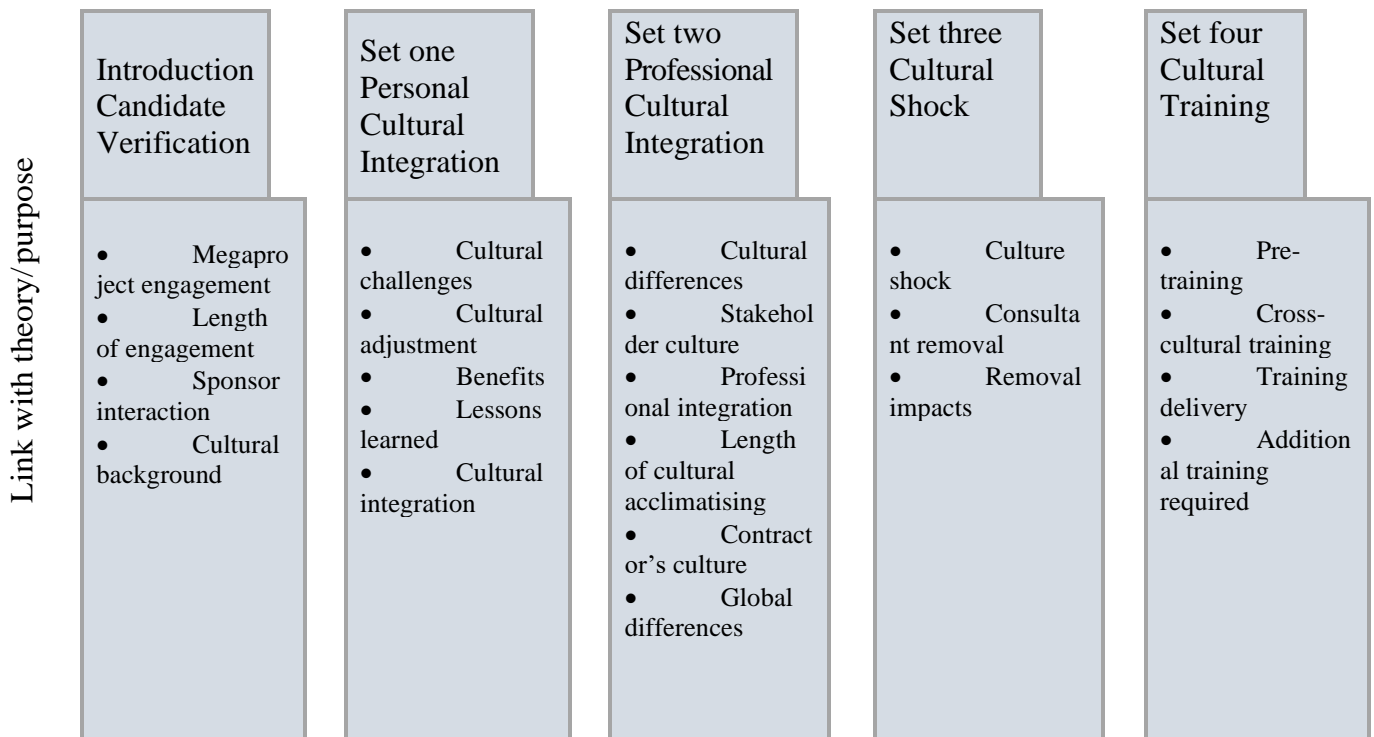 Link with theory/purpose
Introduction
Candidate
Verification
• Megapro
ject engagement
• Length
of engagement
• Sponsor
interaction
• Cultural
background
Set one
Personal
Cultural
Integration
• Cultural
challenges
• Cultural
adjustment
• Benefits
• Lessons
learned
• Cultural
integration
Set two
Professional
Cultural
Integration
• Cultural
differences
• Stakehol
der culture
• Professi
onal integration
• Length
of cultural
acclimatising
• Contract
or’s culture
• Global
differences
Set three
Cultural
Shock
• Culture
shock
• Consulta
nt removal
• Removal
impacts
Set four
Cultural
Training
• Pre-
training
• Cross-
cultural training
• Training
delivery
• Addition
al training
required